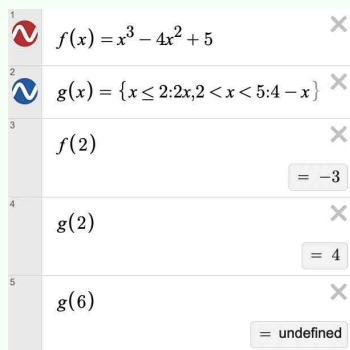 1
f(x) = x³ − 4x² + 5
2
g(x) = {x ≤ 2:2x,2 < x < 5:4 − x}
3
f(2)
= −3
4
g(2)
= 4
5
g(6)
= undefined